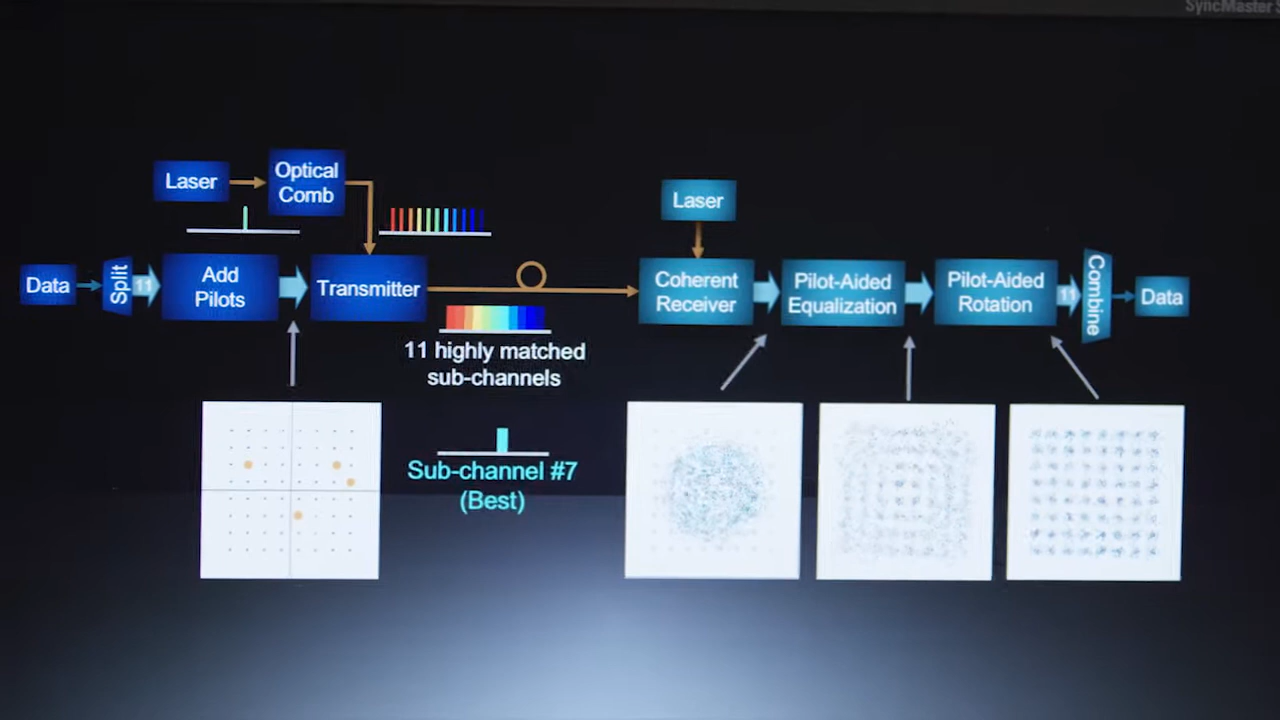 SyncMaster
Laser
Optical
Comb
Laser
Data
Split
11
Add
Pilots
Transmitter
Coherent
Receiver
Pilot-Aided
Equalization
Pilot-Aided
Rotation
11
Combine
Data
11 highly matched
sub-channels
Sub-channel #7
(Best)